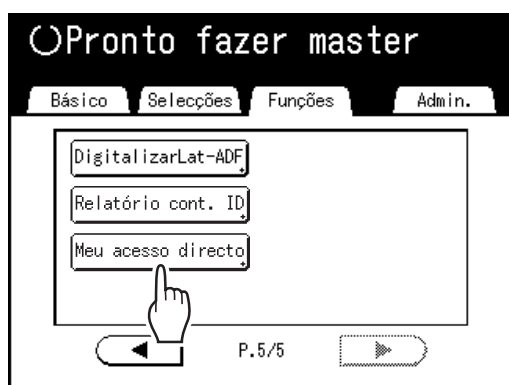 Pronto fazer master
Básico Selecções Funções Admin.
DigitalizarLat-ADF
Relatório cont. ID
Meu acesso directo
P.5/5